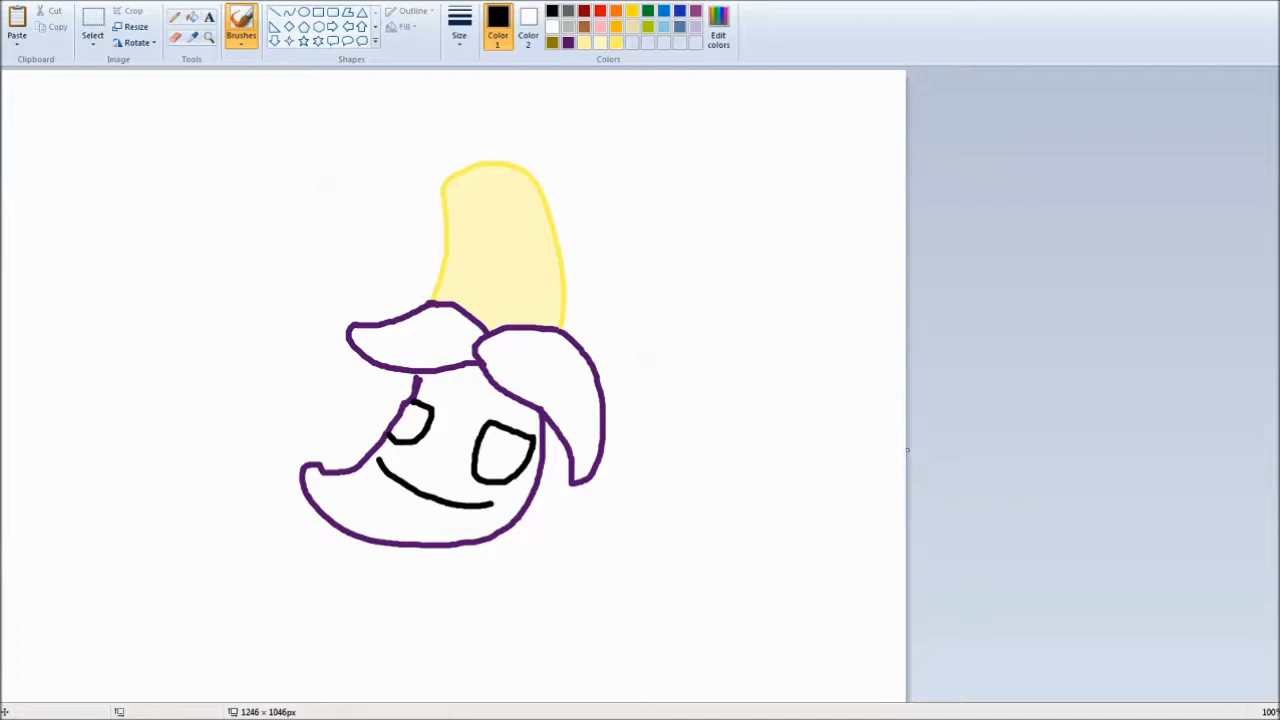 Cut
Copy
Paste
Clipboard
Crop
Resize
Rotate
Select
Image
A
Tools
Brushes
Outline
Fill
Shapes
Size
Color 1
Color 2
Edit colors
Colors
1246 × 1046px
100%